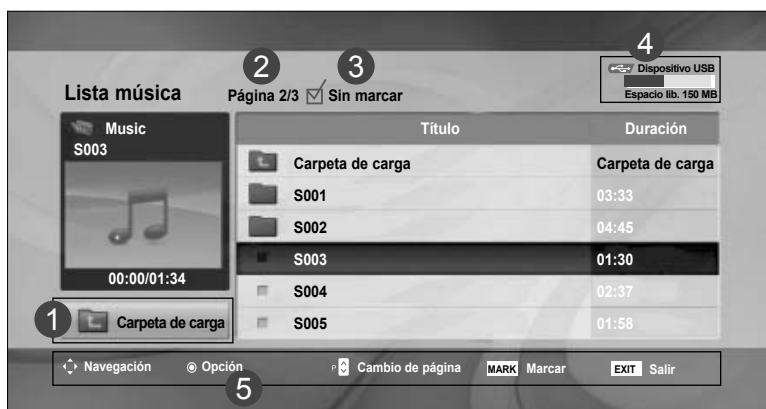 2 3 4
Dispositivo USB
Espacio lib. 150 MB
Lista música Página 2/3 Sin marcar
Music
S003
00:00/01:34
1 Carpeta de carga
Título Duración
Carpeta de carga Carpeta de carga
S001 03:33
S002 04:45
S003 01:30
S004 02:37
S005 01:58
Navegación Opción P Cambio de página MARK Marcar EXIT Salir
5